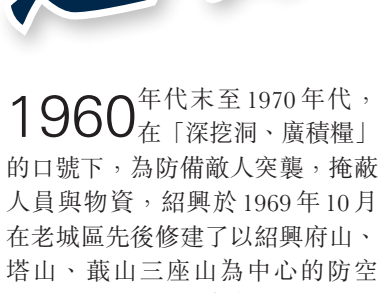 1960年代末至1970年代，
在「深挖洞、廣積糧」
的口號下，為防備敵人突襲，掩蔽
人員與物資，紹興於1969年10月
在老城區先後修建了以紹興府山、
塔山、蕺山三座山為中心的防空